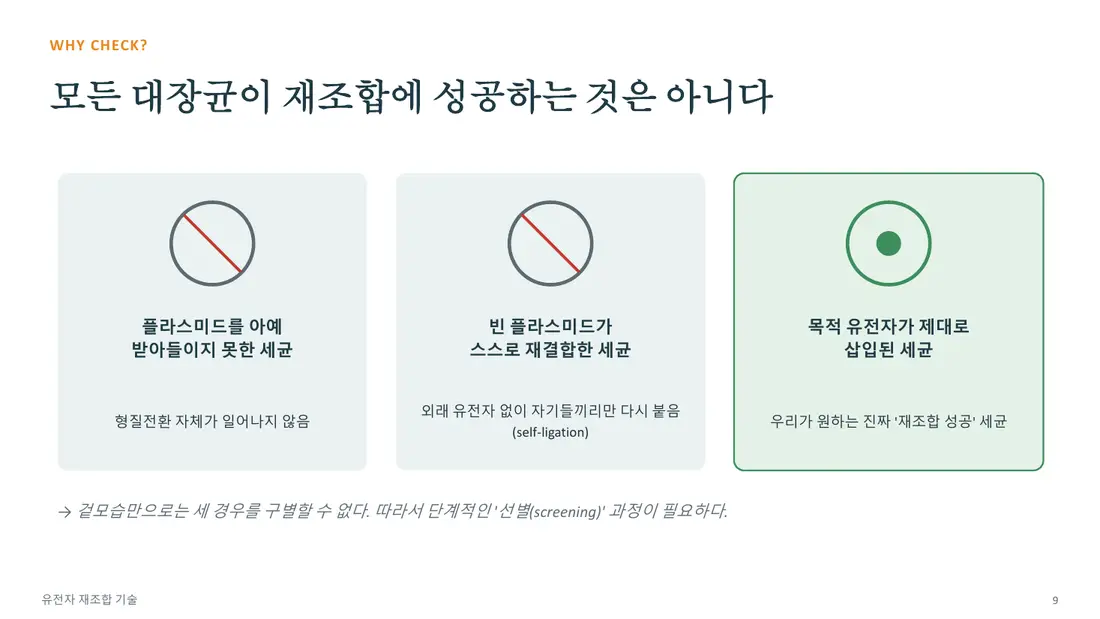 WHY CHECK?
모든 대장균이 재조합에 성공하는 것은 아니다
플라스미드를 아예
받아들이지 못한 세균
형질전환 자체가 일어나지 않음
빈 플라스미드가
스스로 재결합한 세균
외래 유전자 없이 자기들끼리만 다시 붙음
(self-ligation)
목적 유전자가 제대로
삽입된 세균
우리가 원하는 진짜 '재조합 성공' 세균
→ 겉모습만으로는 세 경우를 구별할 수 없다. 따라서 단계적인 '선별(screening)' 과정이 필요하다.
유전자 재조합 기술
9